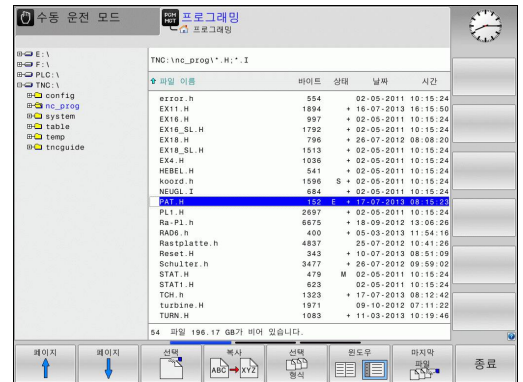 수동 운전 모드
PGM
MGT
프로그래밍
프로그래밍
E:\
F:\
PLC:\
TNC:\
config
nc_prog
system
table
temp
tncguide
TNC:\nc_prog\*.H;*.I
파일 이름 바이트 상태 날짜 시간
error.h 554 02-05-2011 10:15:24
EX11.H 1894 + 16-07-2013 16:15:50
EX16.H 997 + 02-05-2011 10:15:24
EX16_SL.H 1792 + 02-05-2011 10:15:24
EX18.H 796 + 26-07-2012 08:08:20
EX18_SL.H 1513 + 02-05-2011 10:15:24
EX4.H 1036 + 02-05-2011 10:15:24
HEBEL.H 541 + 02-05-2011 10:15:24
koord.h 1596 S + 02-05-2011 10:15:24
NEUGL.I 684 + 02-05-2011 10:15:24
PAT.H 152 E + 17-07-2013 08:15:23
PL1.H 2697 + 02-05-2011 10:15:24
Ra-Pl.h 6675 + 18-09-2012 13:06:26
RAD6.h 400 + 05-03-2013 11:54:16
Rastplatte.h 4837 25-07-2012 10:41:26
Reset.H 343 + 10-07-2013 08:51:09
Schulter.h 3477 + 26-07-2012 09:59:02
STAT.H 479 M 02-05-2011 10:15:24
STAT1.H 623 02-05-2011 10:15:24
TCH.h 1323 + 17-07-2013 08:12:42
turbine.H 1971 09-10-2012 07:11:22
TURN.H 1083 + 11-03-2013 10:19:46
54 파일 196.17 GB가 비어 있습니다.
페이지 페이지 선택 복사 선택 윈도우 마지막 종료
ABC XYZ 형식 파일